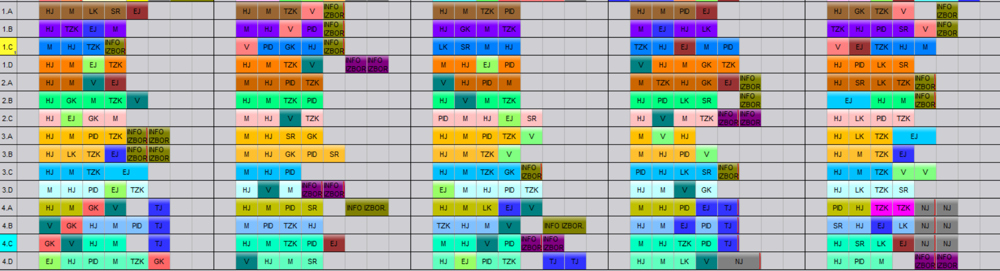 1.A HJ M LK SR EJ HJ M TZK V INFO IZBOR HJ M TZK PID HJ M PID EJ HJ GK TZK V INFO IZBOR
1.B HJ TZK EJ M M HJ V PID INFO IZBOR HJ GK M TZK M EJ HJ LK TZK HJ PID SR V INFO IZBOR
1.C 1 M HJ TZK INFO IZBOR V PID GK HJ INFO IZBOR LK SR M HJ TZK HJ EJ M PID V EJ TZK HJ M
1.D HJ M EJ TZK HJ M TZK V INFO IZBOR INFO IZBOR M HJ EJ PID V HJ M GK TZK HJ PID LK SR
2.A HJ M V EJ M HJ PID TZK V HJ PID M M TZK HJ GK EJ INFO IZBOR HJ SR LK TZK INFO IZBOR
2.B HJ GK M TZK V HJ M TZK PID HJ V M TZK HJ PID LK SR INFO IZBOR EJ HJ M INFO IZBOR
2.C HJ EJ GK M M HJ V TZK PID M HJ EJ SR HJ V M TZK INFO IZBOR INFO IZBOR HJ LK PID TZK
3.A HJ M PID TZK INFO IZBOR INFO IZBOR M HJ SR GK HJ M PID TZK V M V HJ HJ LK TZK EJ
3.B HJ LK TZK EJ INFO IZBOR INFO IZBOR M HJ GK PID SR HJ M TZK V M HJ PID V HJ M TZK EJ
3.C HJ M TZK EJ M HJ PID HJ M TZK GK INFO IZBOR PID HJ LK SR INFO IZBOR HJ M TZK V V
3.D M HJ PID EJ TZK HJ V M INFO IZBOR INFO IZBOR EJ M HJ PID TZK HJ M V GK HJ LK TZK SR
4.A HJ M GK V TJ HJ M PID SR INFO IZBOR. HJ M LK EJ V M HJ PID EJ TJ PID HJ TZK TZK NJ NJ
4.B V GK HJ M PID TJ M PID TZK HJ TZK HJ M V INFO IZBOR. HJ M EJ PID TJ SR HJ EJ LK NJ NJ
4.C GK V HJ M TJ HJ M TZK PID EJ M HJ V PID INFO IZBOR INFO IZBOR M HJ TZK PID TJ HJ SR LK EJ NJ NJ
4.D EJ HJ PID M TZK GK V HJ M SR HJ EJ PID TZK TJ TJ HJ M LK V NJ HJ PID M INFO IZBOR INFO IZBOR